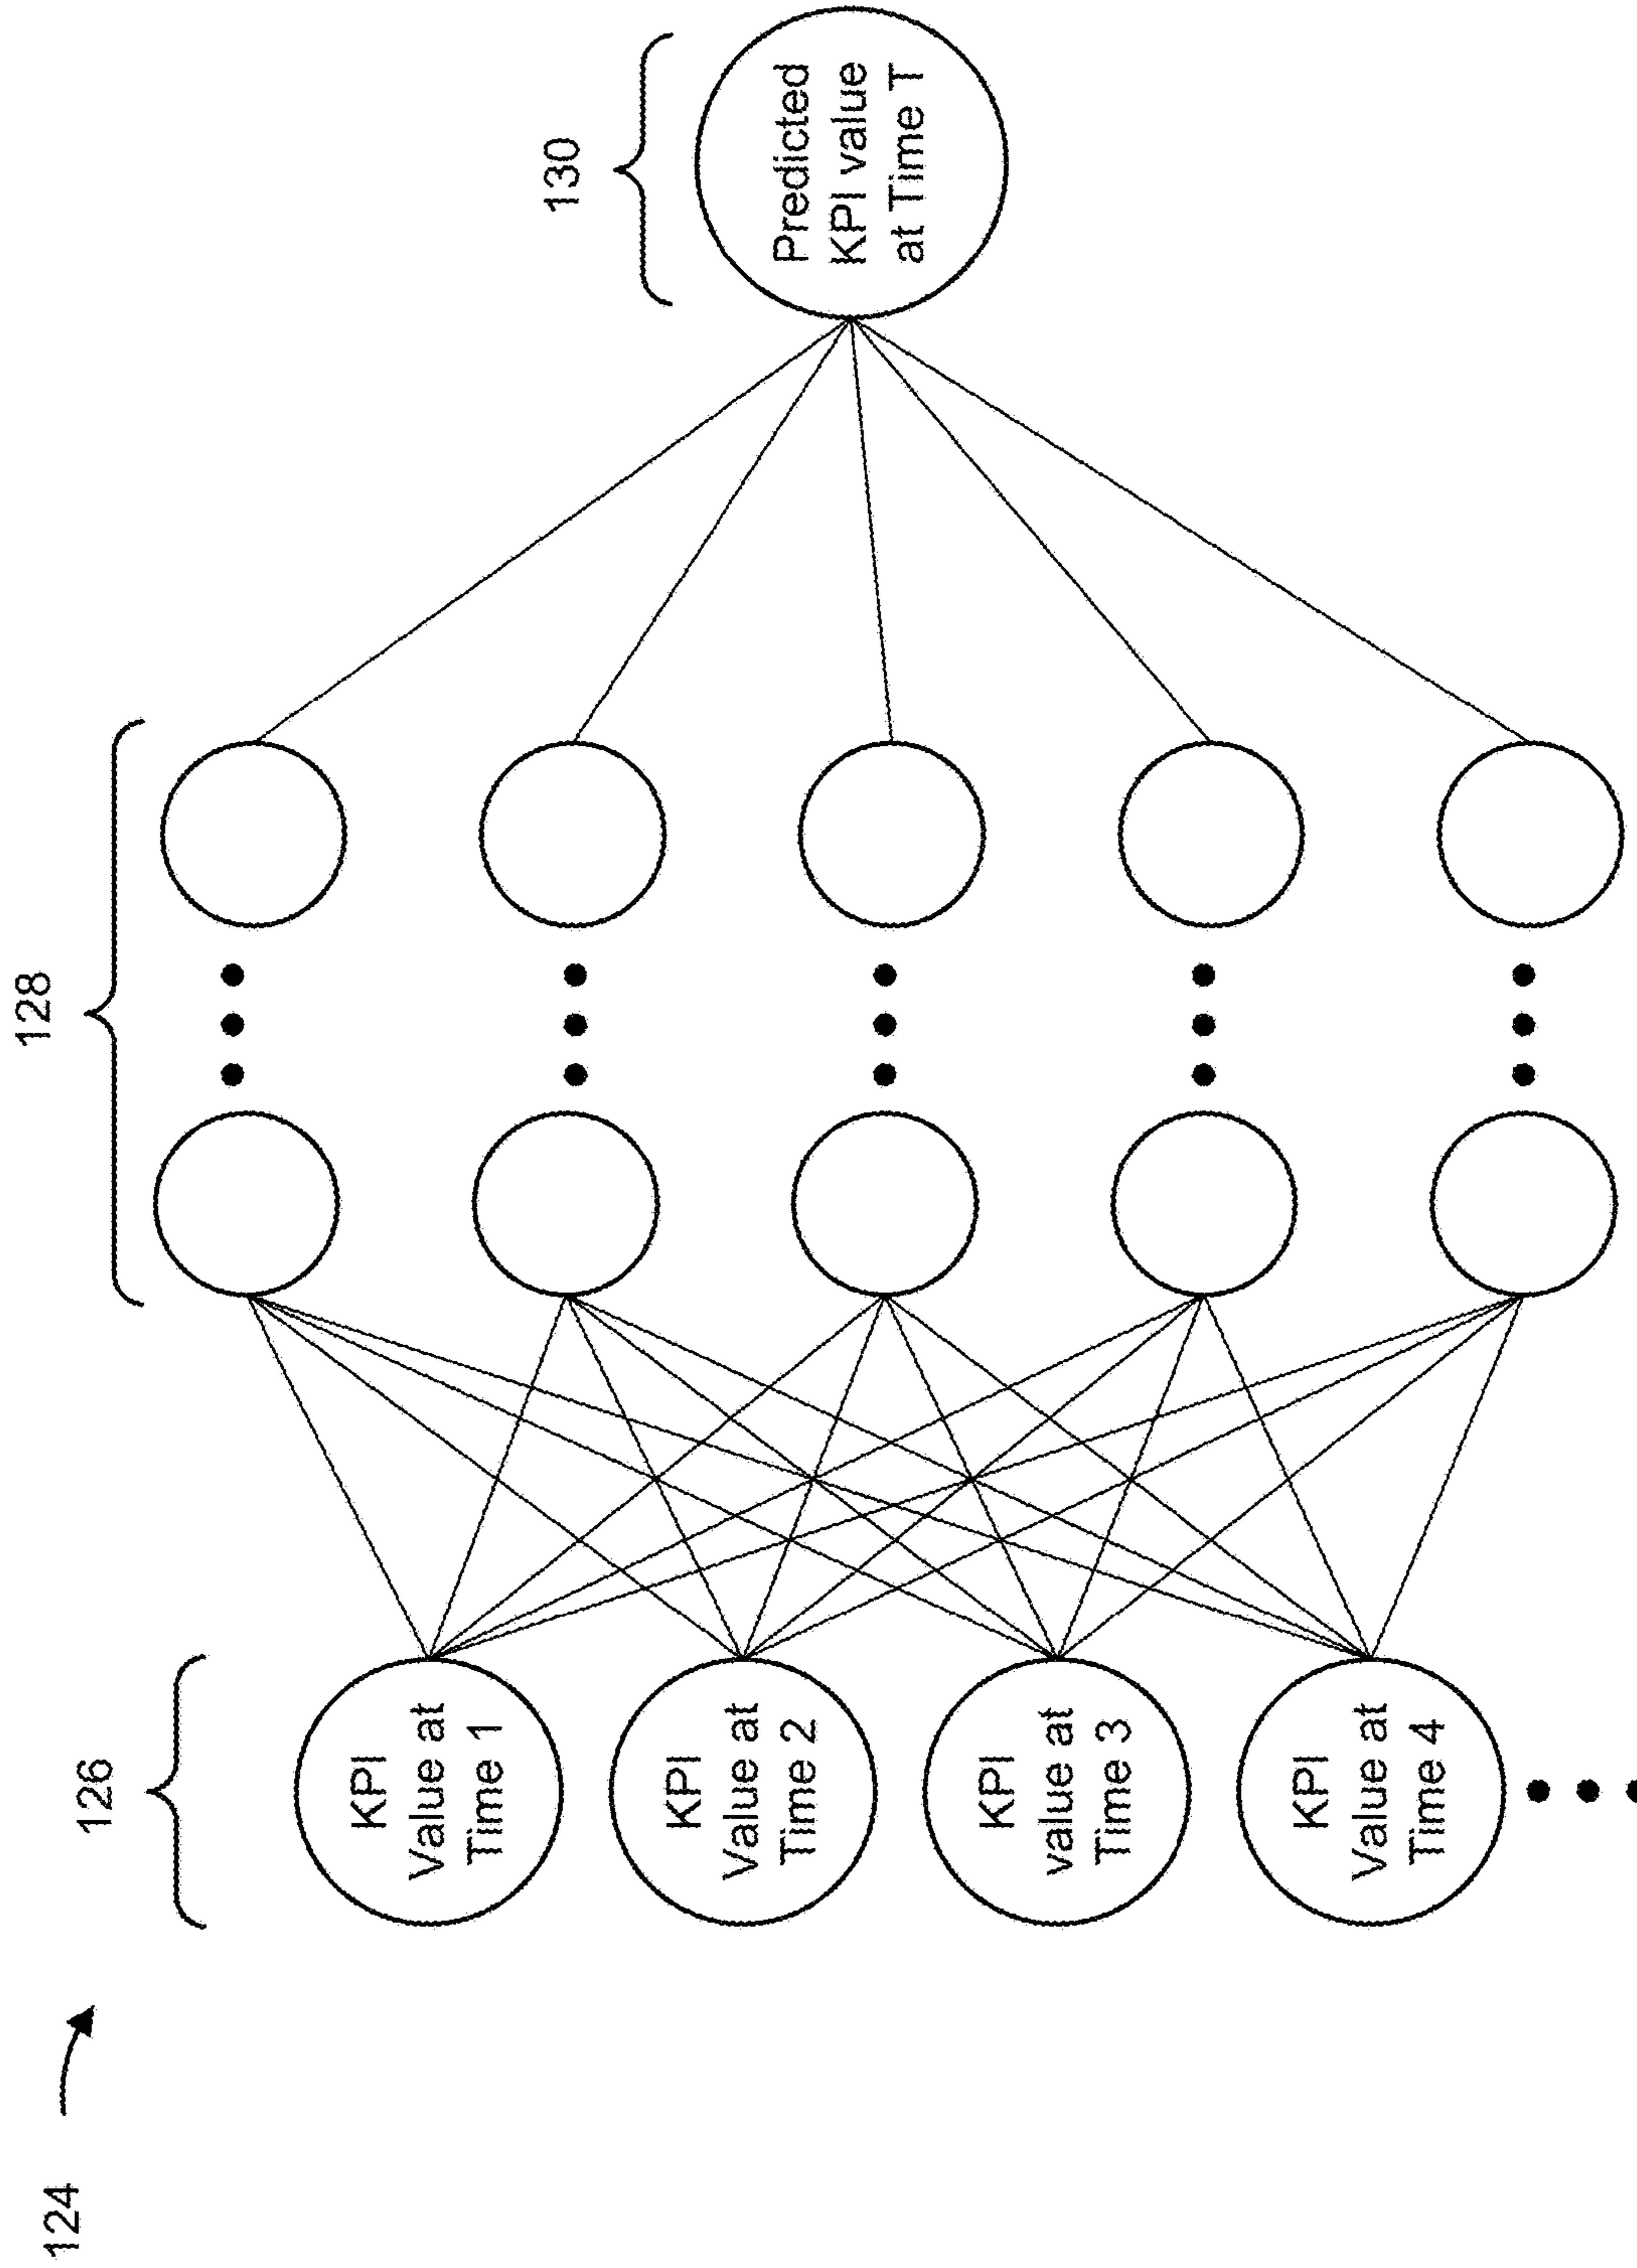 124
126
128
130
KPI
Value at
Time 1
KPI
Value at
Time 2
KPI
value at
Time 3
KPI
Value at
Time 4
Predicted
KPI value
at Time T